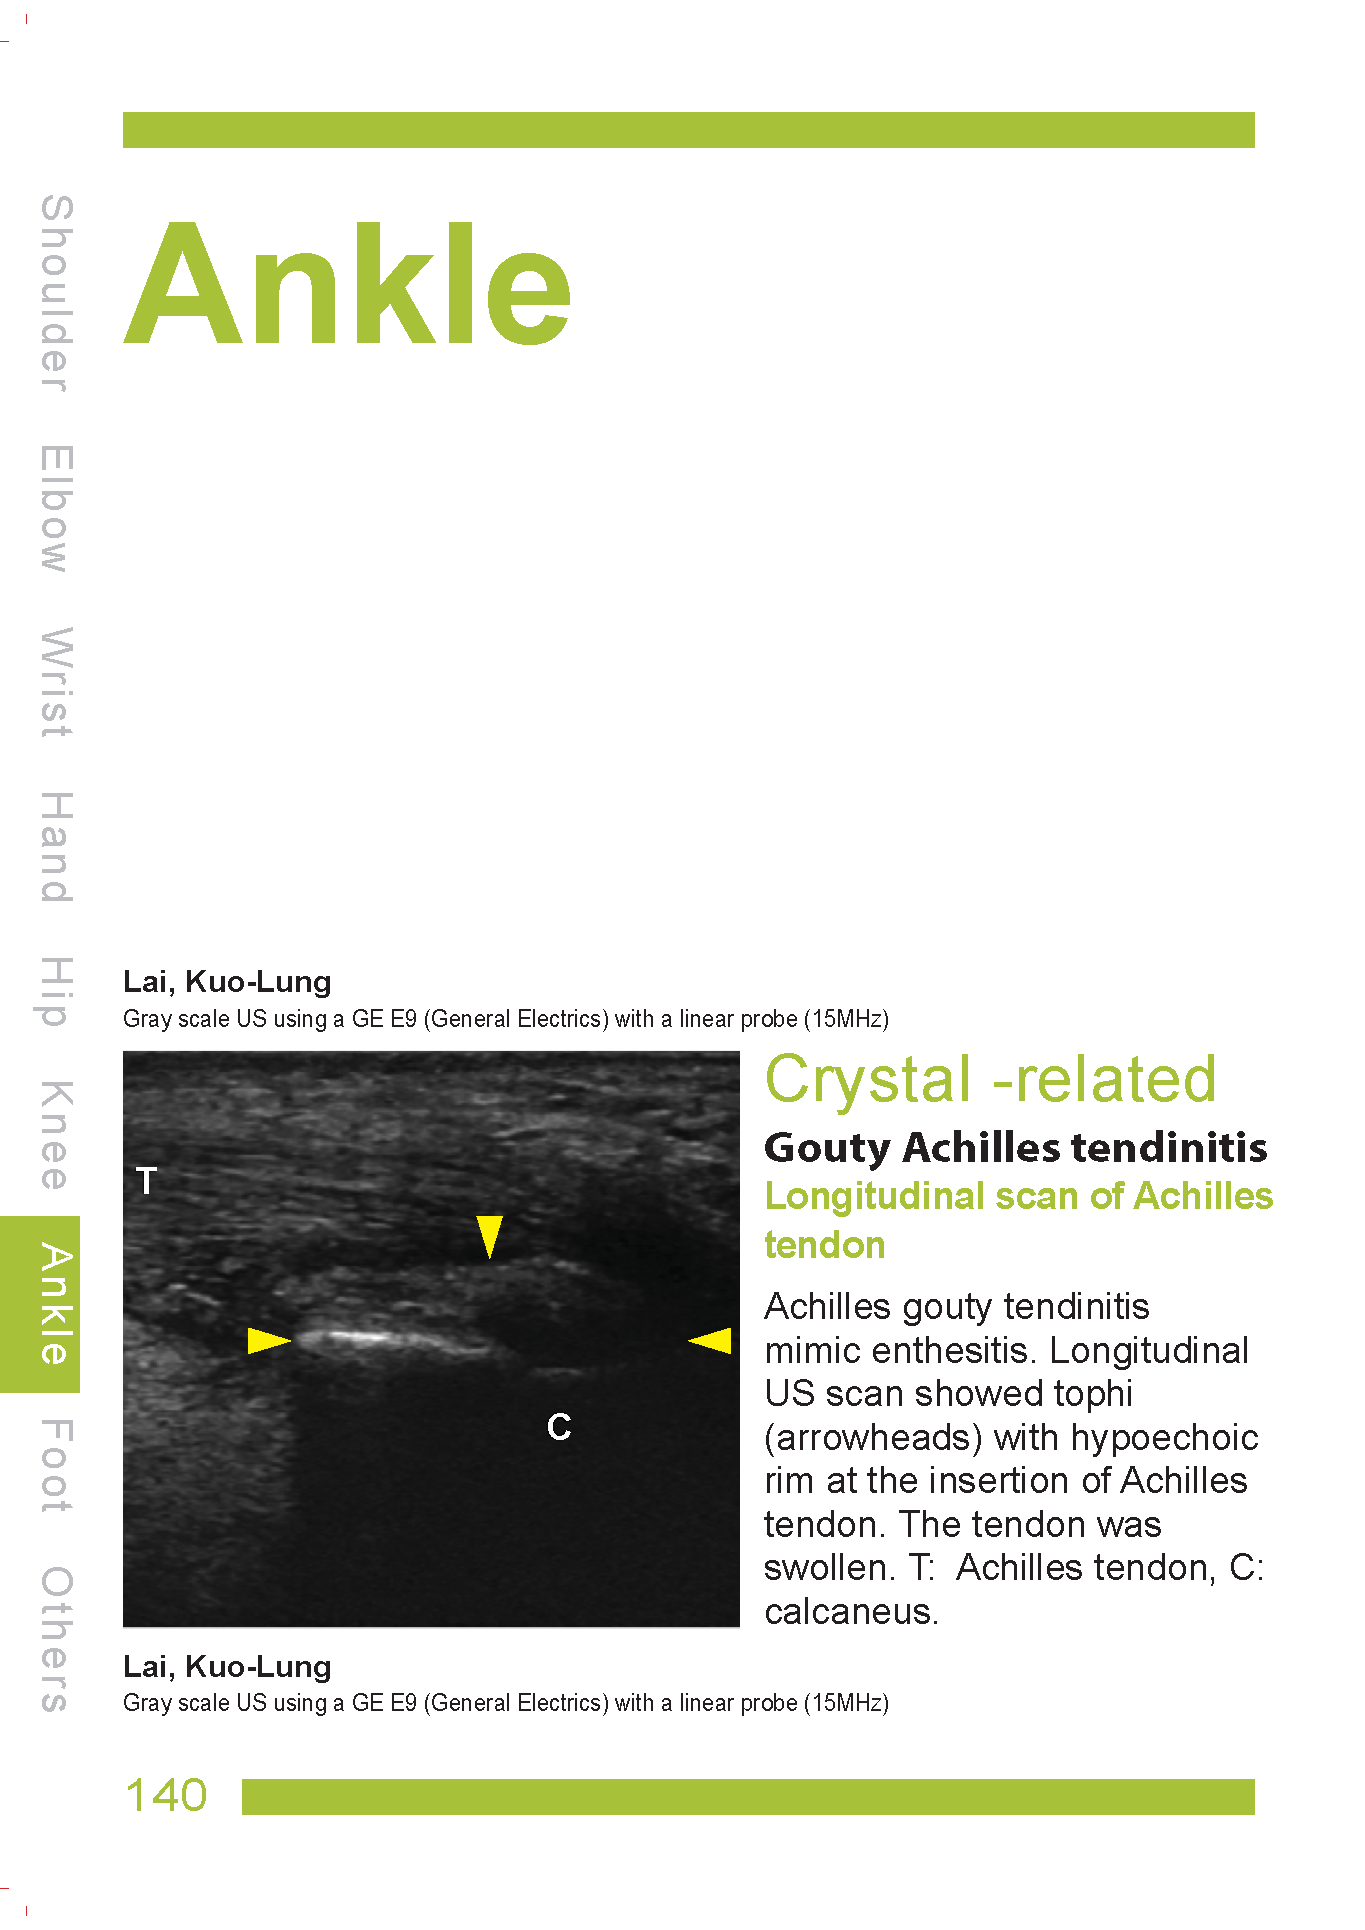 Ankle
Shoulder
Elbow
Wrist
Hand
Hip
Knee
Ankle
Foot
Others
Lai, Kuo-Lung
Gray scale US using a GE E9 (General Electrics) with a linear probe (15MHz)
T
C
Crystal -related
Gouty Achilles tendinitis
Longitudinal scan of Achilles
tendon
Achilles gouty tendinitis
mimic enthesitis. Longitudinal
US scan showed tophi
(arrowheads) with hypoechoic
rim at the insertion of Achilles
tendon. The tendon was
swollen. T:  Achilles tendon, C:
calcaneus.
Lai, Kuo-Lung
Gray scale US using a GE E9 (General Electrics) with a linear probe (15MHz)
140